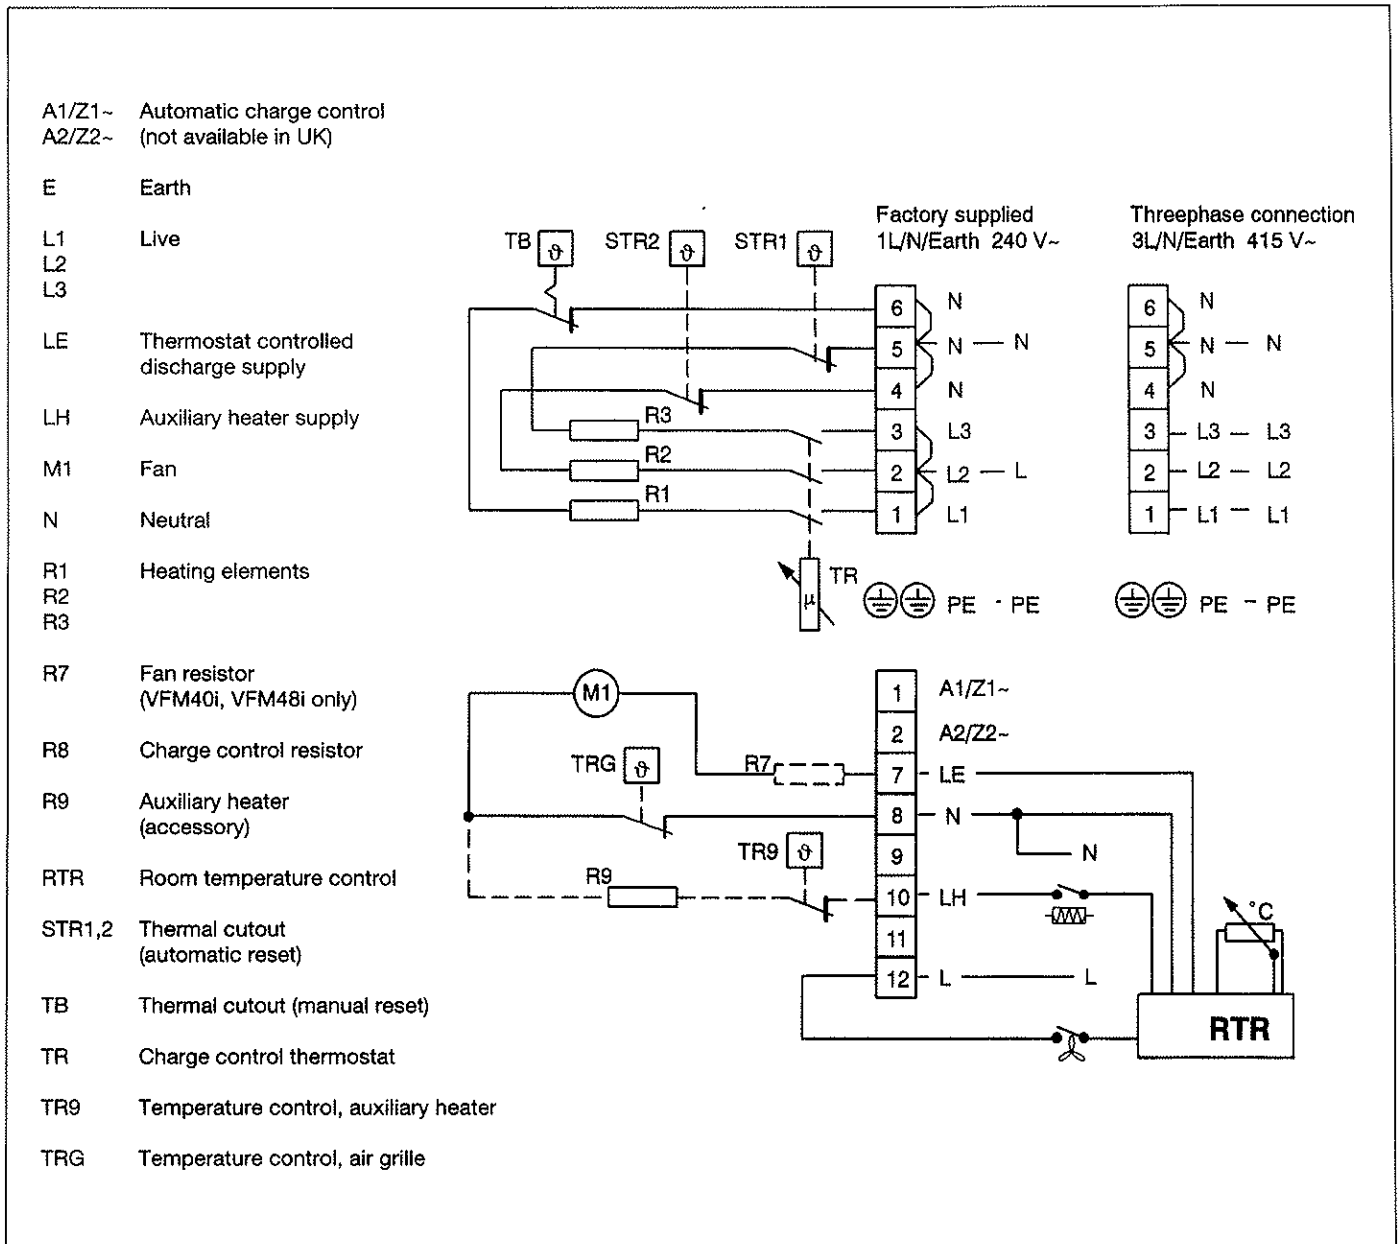 A1/Z1~ Automatic charge control
A2/Z2~ (not available in UK)
E Earth
L1 Live
L2
L3
LE Thermostat controlled
discharge supply
LH Auxiliary heater supply
M1 Fan
N Neutral
R1 Heating elements
R2
R3
R7 Fan resistor
(VFM40i, VFM48i only)
R8 Charge control resistor
R9 Auxiliary heater
(accessory)
RTR Room temperature control
STR1,2 Thermal cutout
(automatic reset)
TB Thermal cutout (manual reset)
TR Charge control thermostat
TR9 Temperature control, auxiliary heater
TRG Temperature control, air grille
Factory supplied
1L/N/Earth 240 V~
Threephase connection
3L/N/Earth 415 V~
TB ϑ STR2 ϑ STR1 ϑ
6 N
5 N — N
4 N
R3 3 L3
R2 2 L2 — L
R1 1 L1
TR
μ
PE - PE
6 N
5 N — N
4 N
3 – L3 – L3
2 – L2 – L2
1 – L1 – L1
PE – PE
M1 1 A1/Z1~
2 A2/Z2~
TRG ϑ R7 7 – LE
8 – N
TR9 ϑ 9 N
R9 10 – LH
°C
11
12 – L L
RTR